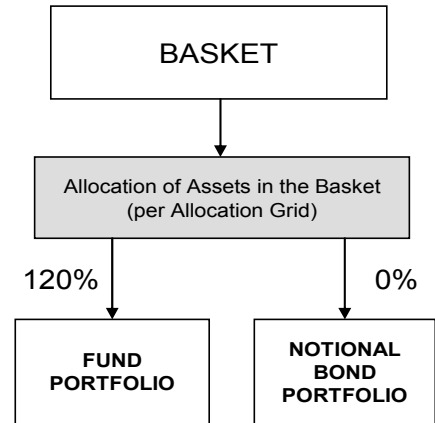 BASKET
Allocation of Assets in the Basket
(per Allocation Grid)
120%
0%
FUND
PORTFOLIO
NOTIONAL
BOND
PORTFOLIO